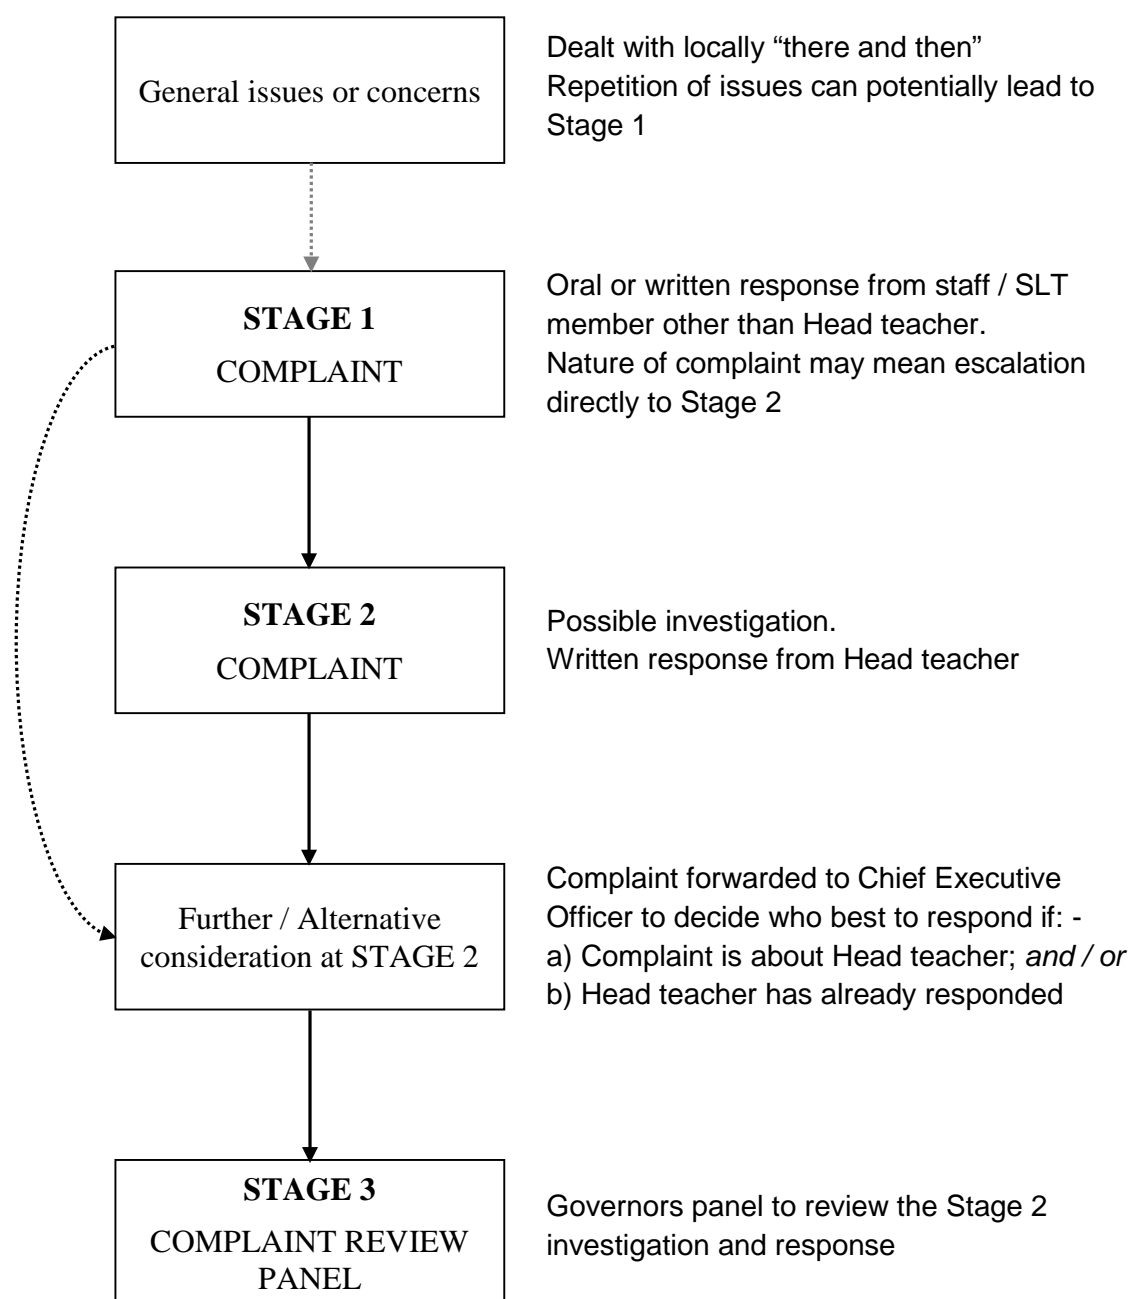 General issues or concerns
Dealt with locally “there and then”
Repetition of issues can potentially lead to
Stage 1
STAGE 1
COMPLAINT
Oral or written response from staff / SLT
member other than Head teacher.
Nature of complaint may mean escalation
directly to Stage 2
STAGE 2
COMPLAINT
Possible investigation.
Written response from Head teacher
Further / Alternative
consideration at STAGE 2
Complaint forwarded to Chief Executive
Officer to decide who best to respond if: -
a) Complaint is about Head teacher; and / or
b) Head teacher has already responded
STAGE 3
COMPLAINT REVIEW
PANEL
Governors panel to review the Stage 2
investigation and response